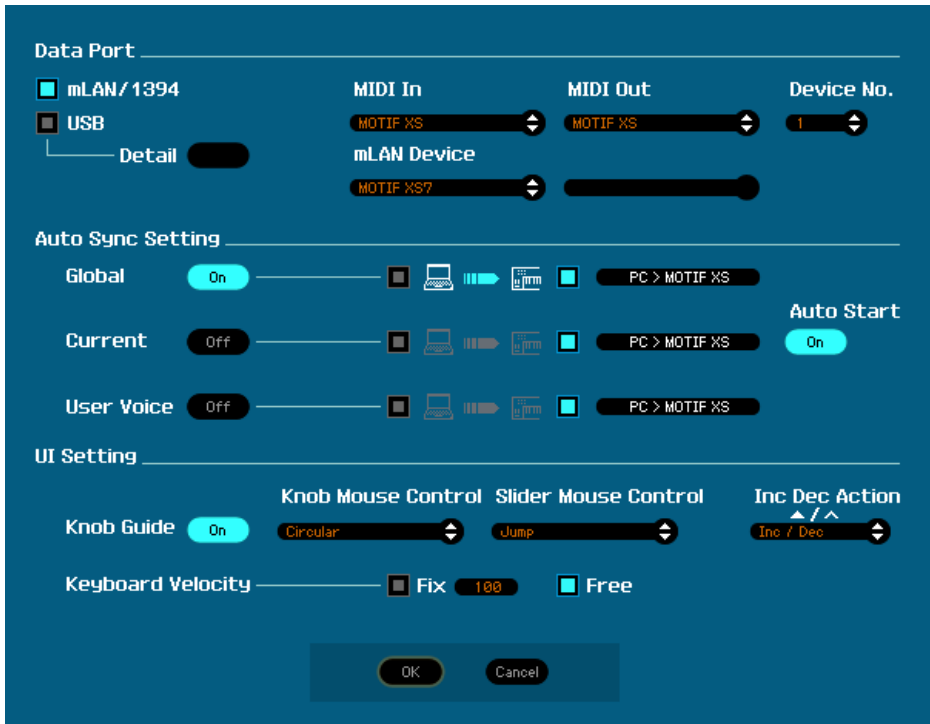 Data Port
mLAN/1394
MIDI In
MIDI Out
Device No.
USB
MOTIF XS
MOTIF XS
1
Detail
mLAN Device
MOTIF XS7
Auto Sync Setting
Global
On
PC > MOTIF XS
Auto Start
Current
Off
PC > MOTIF XS
On
User Voice
Off
PC > MOTIF XS
UI Setting
Knob Mouse Control
Slider Mouse Control
Inc Dec Action
Knob Guide
On
Circular
Jump
Inc / Dec
Keyboard Velocity
Fix
100
Free
OK
Cancel